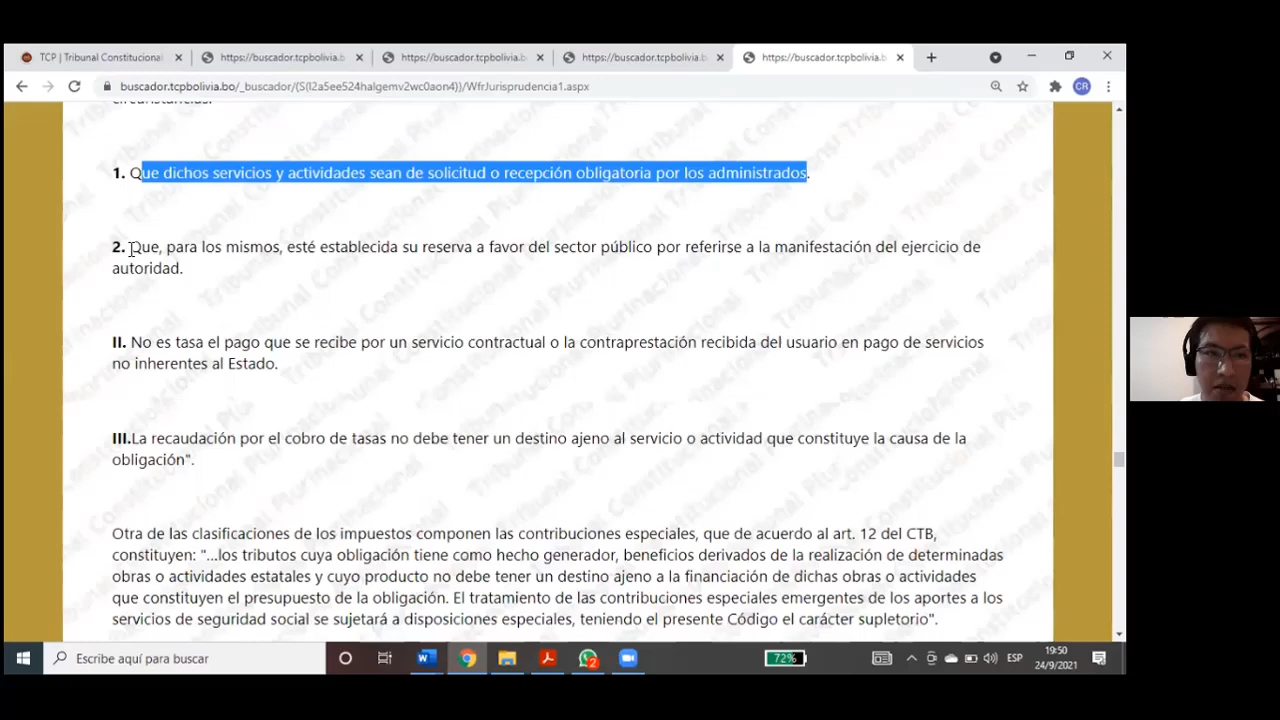 TCP | Tribunal Constitucional
https://buscador.tcpbolivia.b
https://buscador.tcpbolivia.b
https://buscador.tcpbolivia.b
https://buscador.tcpbolivia.b
buscador.tcpbolivia.bo/_buscador/(S(l2a5ee524halgemv2wc0aon4))/WfrJurisprudencia1.aspx
CR
circunstancias.
1. Que dichos servicios y actividades sean de solicitud o recepción obligatoria por los administrados.
2. Que, para los mismos, esté establecida su reserva a favor del sector público por referirse a la manifestación del ejercicio de
autoridad.
II. No es tasa el pago que se recibe por un servicio contractual o la contraprestación recibida del usuario en pago de servicios
no inherentes al Estado.
III.La recaudación por el cobro de tasas no debe tener un destino ajeno al servicio o actividad que constituye la causa de la
obligación".
Otra de las clasificaciones de los impuestos componen las contribuciones especiales, que de acuerdo al art. 12 del CTB,
constituyen: "...los tributos cuya obligación tiene como hecho generador, beneficios derivados de la realización de determinadas
obras o actividades estatales y cuyo producto no debe tener un destino ajeno a la financiación de dichas obras o actividades
que constituyen el presupuesto de la obligación. El tratamiento de las contribuciones especiales emergentes de los aportes a los
servicios de seguridad social se sujetará a disposiciones especiales, teniendo el presente Código el carácter supletorio".
Escribe aquí para buscar
2
72%
ESP
19:50
24/9/2021